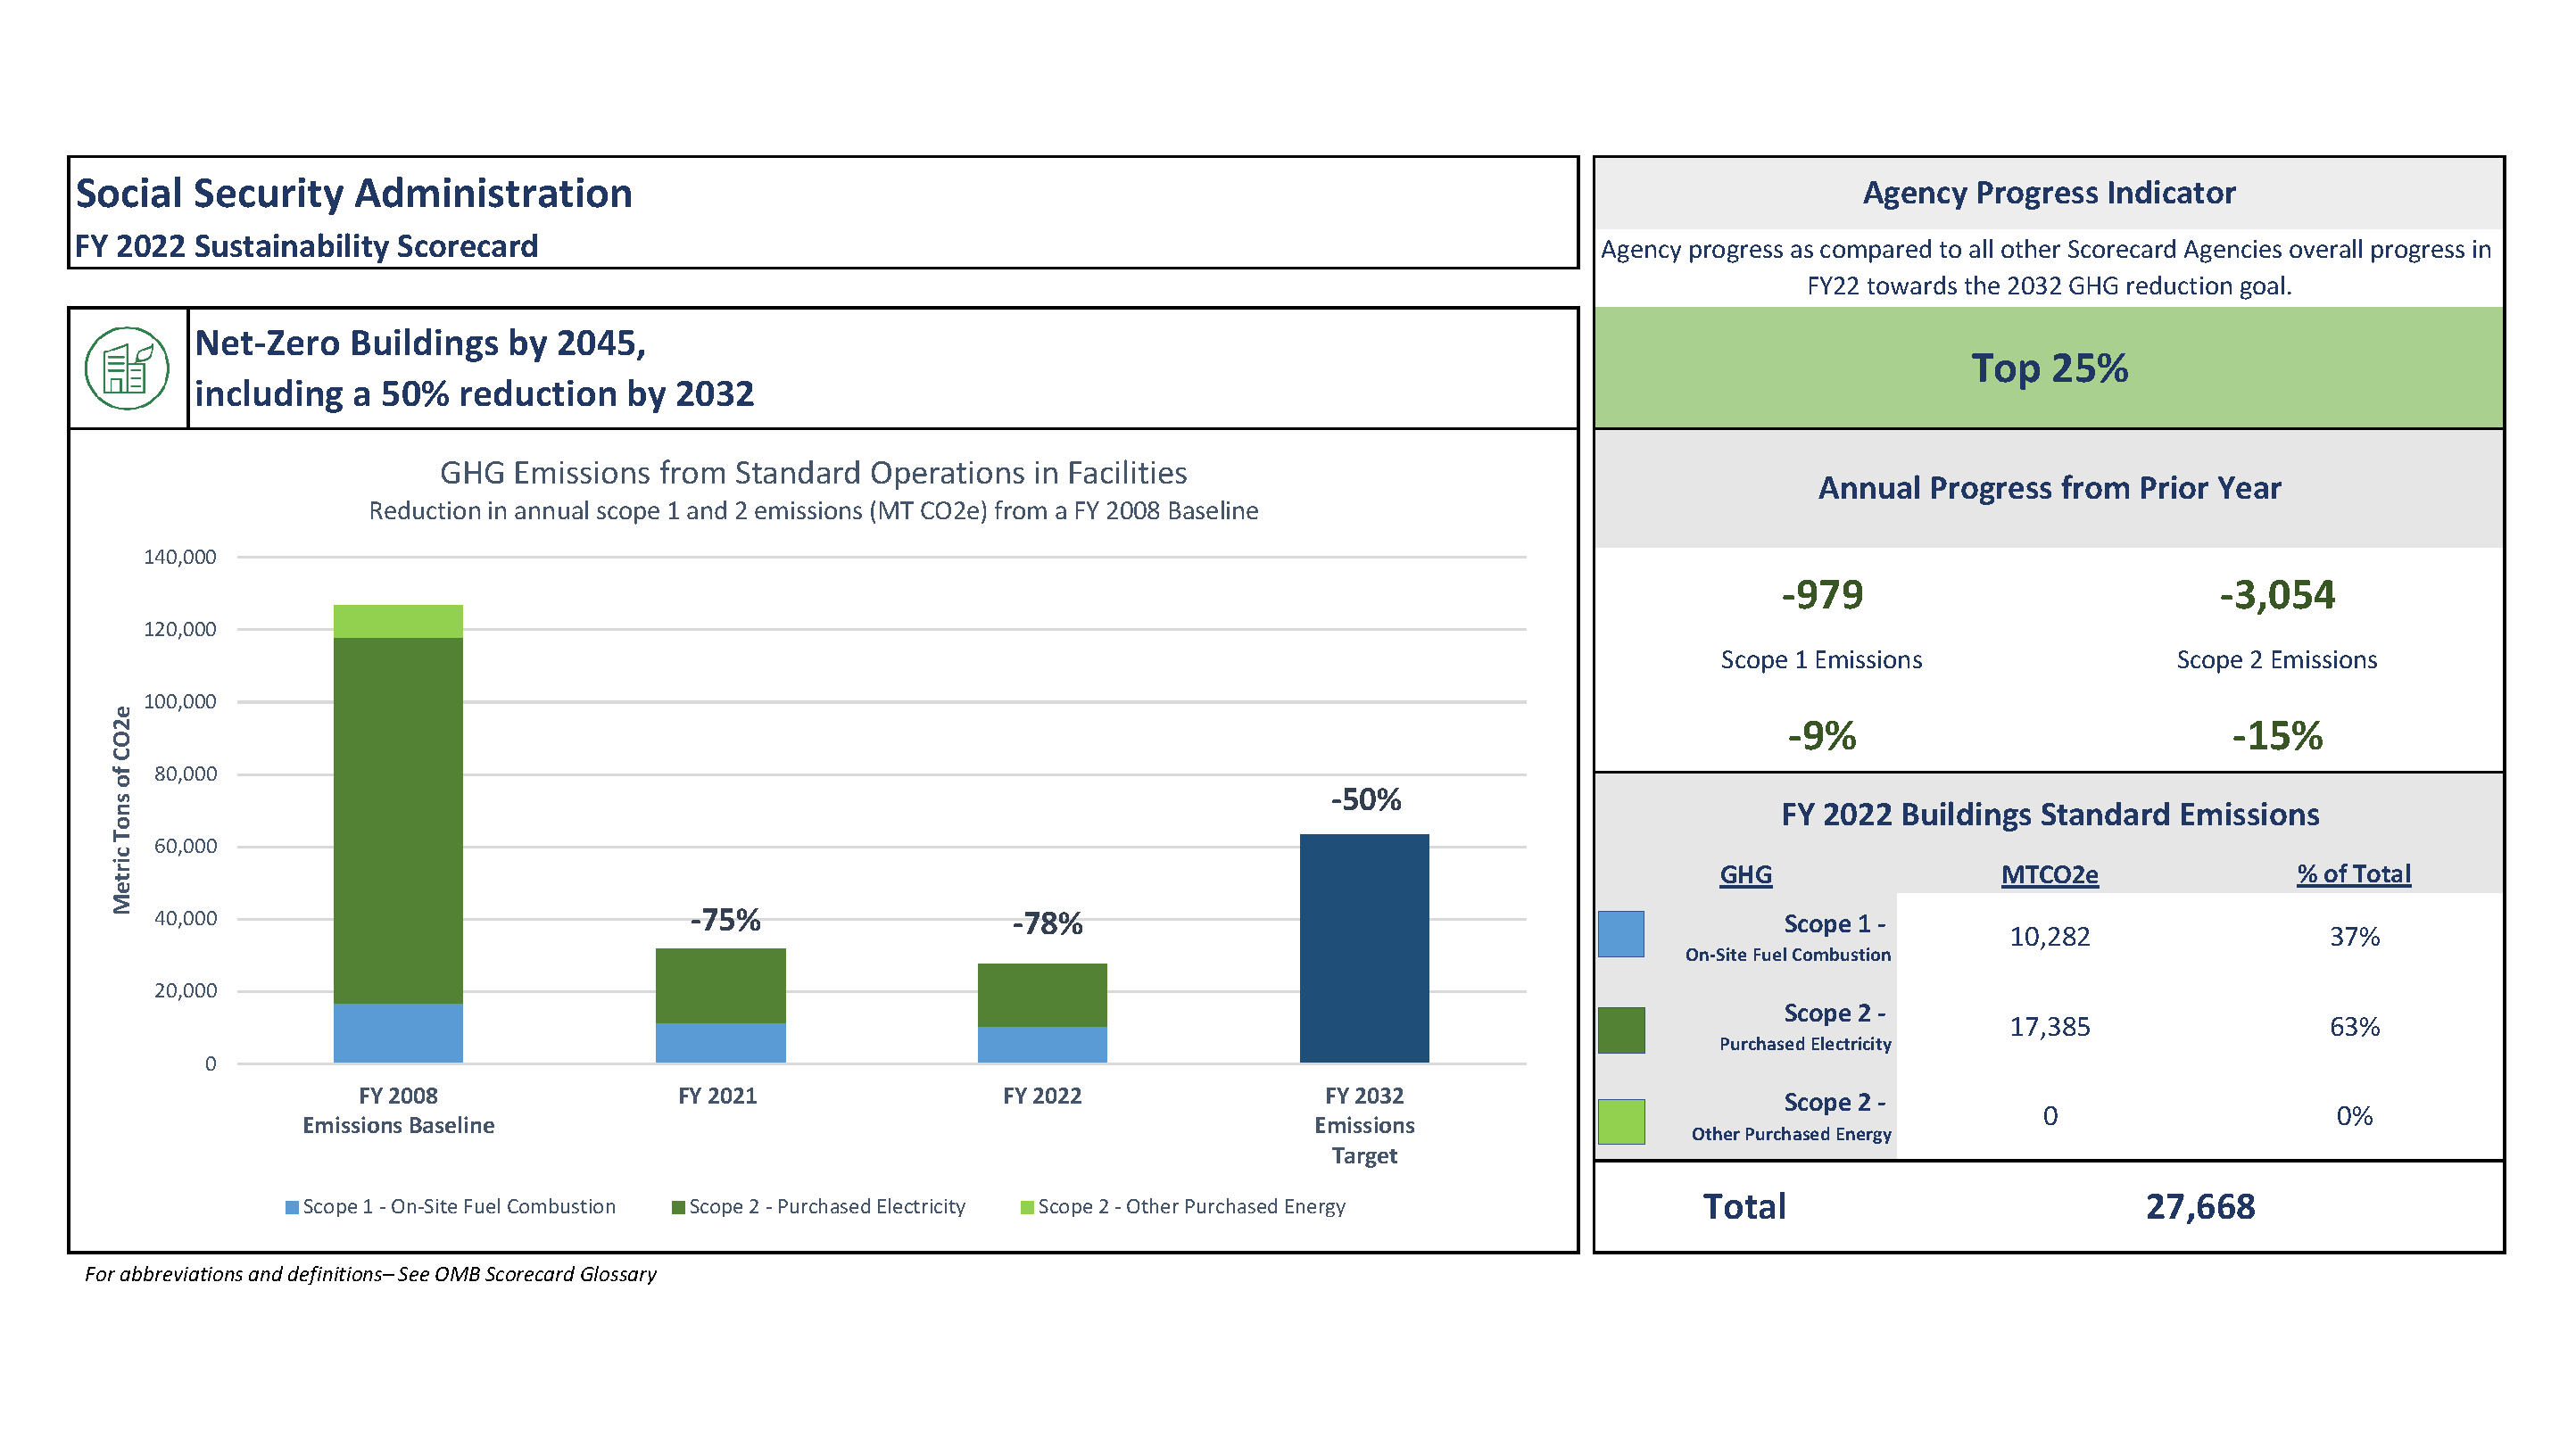 Social Security Administration
FY 2022 Sustainability Scorecard
Net-Zero Buildings by 2045,
including a 50% reduction by 2032
GHG Emissions from Standard Operations in Facilities
Reduction in annual scope 1 and 2 emissions (MT CO2e) from a FY 2008 Baseline
Metric Tons of CO2e
140,000
120,000
100,000
80,000
60,000
40,000
20,000
0
-75%
-78%
-50%
FY 2008
Emissions Baseline
FY 2021
FY 2022
FY 2032
Emissions
Target
Scope 1 - On-Site Fuel Combustion
Scope 2 - Purchased Electricity
Scope 2 - Other Purchased Energy
For abbreviations and definitions– See OMB Scorecard Glossary
Agency Progress Indicator
Agency progress as compared to all other Scorecard Agencies overall progress in
FY22 towards the 2032 GHG reduction goal.
Top 25%
Annual Progress from Prior Year
-979 -3,054
Scope 1 Emissions Scope 2 Emissions
-9% -15%
FY 2022 Buildings Standard Emissions
GHG MTCO2e % of Total
Scope 1 -
On-Site Fuel Combustion
10,282 37%
Scope 2 -
Purchased Electricity
17,385 63%
Scope 2 -
Other Purchased Energy
0 0%
Total 27,668